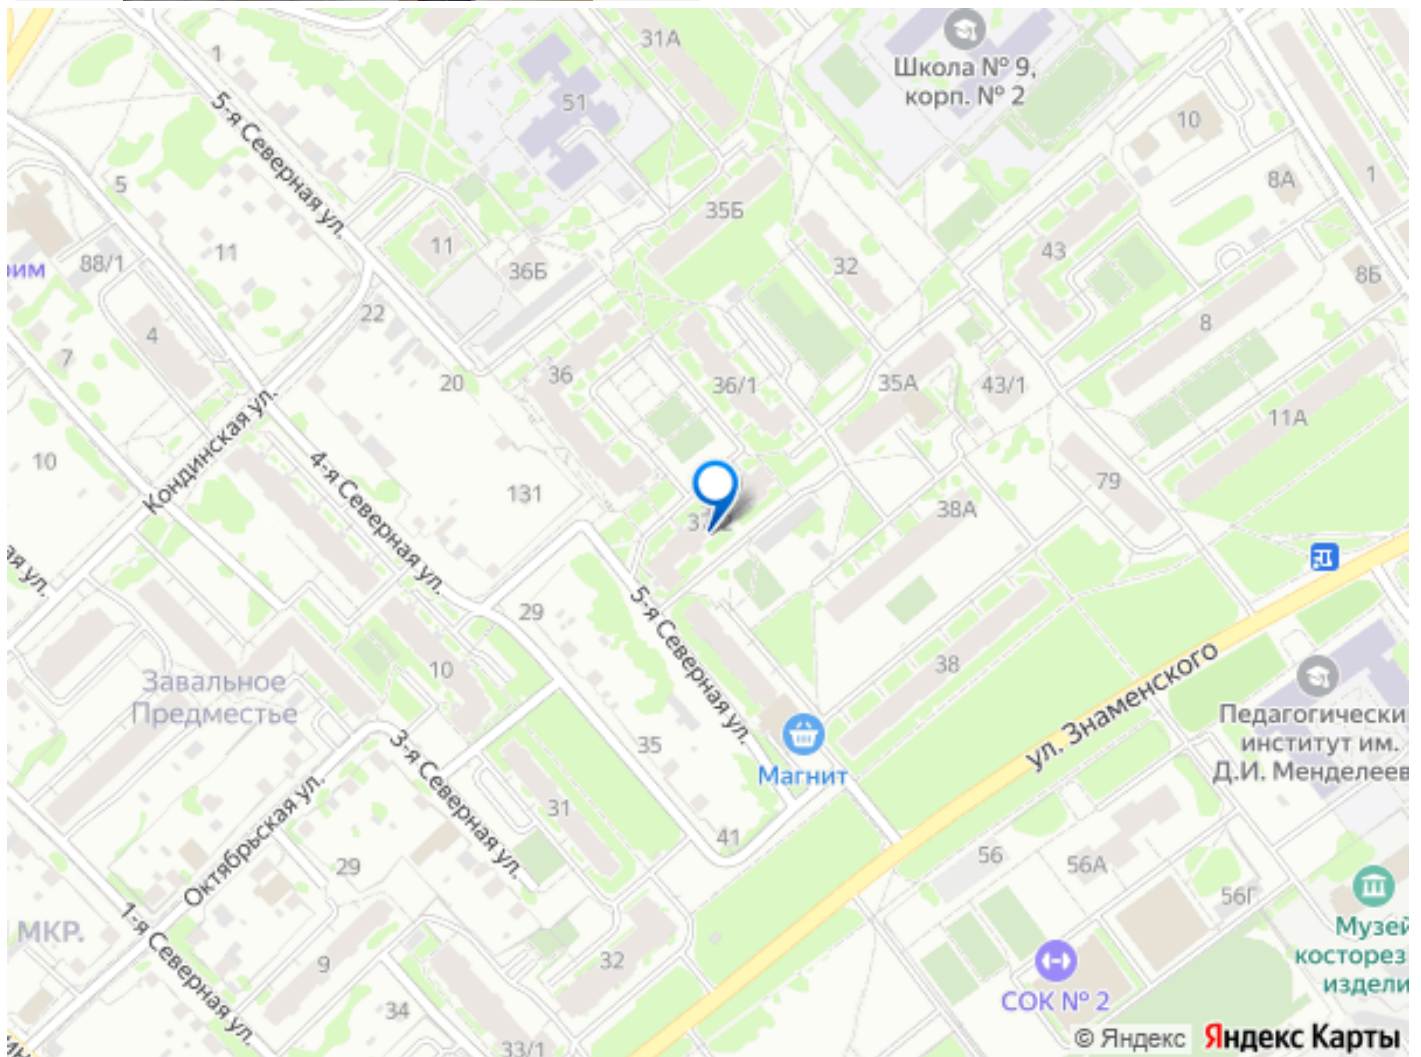 31А
Школа № 9,
корп. № 2
1
51
10
5-я Северная ул.
5
8А
1
35Б
11
11
88/1
36Б
32
43
8Б
22
4
8
7
20
36
36/1
35А
43/1
11А
Кондинская ул.
10
4-я Северная ул.
131
79
38А
5-я Северная ул.
29
10
38
Завальное
Предместье
ул. Знаменского
Педагогически
институт им.
Д.И. Менделеев
35
Магнит
3-я Северная ул.
31
41
Октябрьская ул.
29
56
56А
56Г
1-я Северная ул.
МКР.
9
32
Музей
косторез
издели
СОК № 2
34
33/1
© Яндекс Яндекс Карты